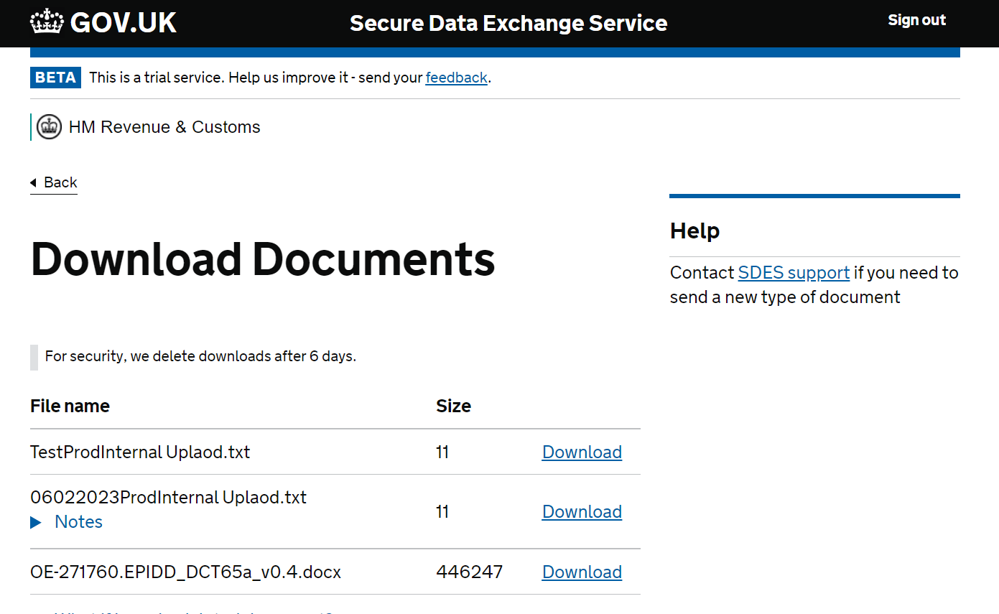 GOV.UK
Secure Data Exchange Service
Sign out
BETA This is a trial service. Help us improve it - send your feedback.
HM Revenue & Customs
Back
Download Documents
Help
Contact SDES support if you need to
send a new type of document
For security, we delete downloads after 6 days.
File name Size
TestProdInternal Uplaod.txt 11 Download
06022023ProdInternal Uplaod.txt
Notes
11 Download
OE-271760.EPIDD_DCT65a_v0.4.docx 446247 Download